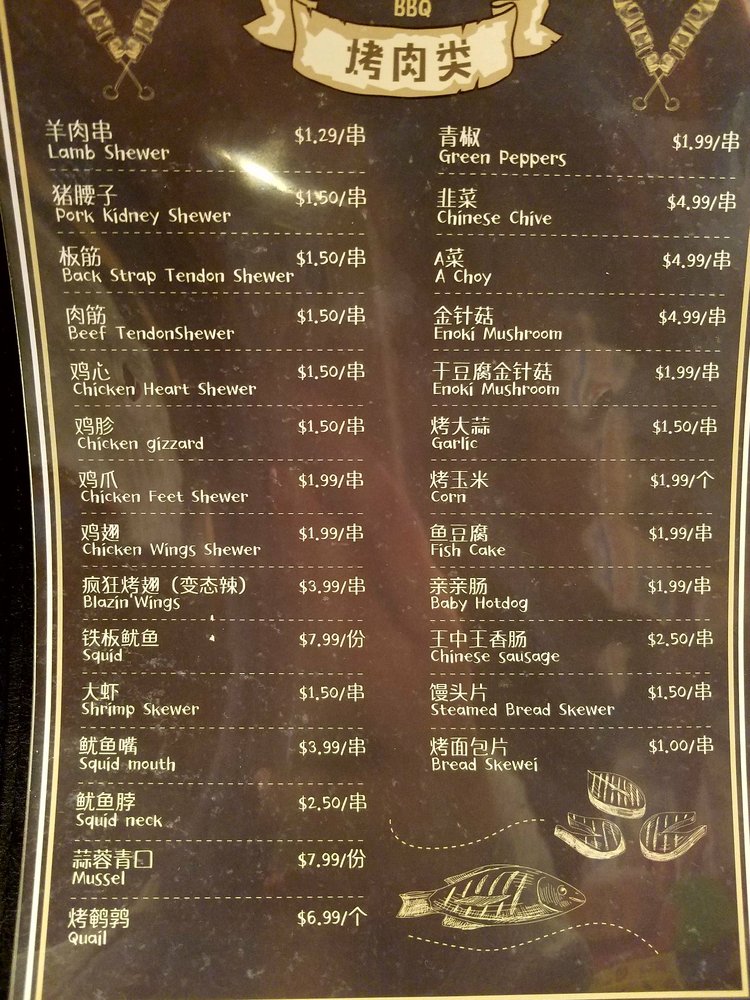 BBQ
烤肉类
羊肉串 $1.29/串
Lamb Shewer
猪腰子 $1.50/串
Pork Kidney Shewer
板筋 $1.50/串
Back Strap Tendon Shewer
肉筋 $1.50/串
Beef TendonShewer
鸡心 $1.50/串
Chicken Heart Shewer
鸡胗 $1.50/串
Chicken gizzard
鸡爪 $1.99/串
Chicken Feet Shewer
鸡翅 $1.99/串
Chicken Wings Shewer
疯狂烤翅（变态辣） $3.99/串
Blazin'Wings
铁板鱿鱼 $7.99/份
Squid
大虾 $1.50/串
Shrimp Skewer
鱿鱼嘴 $3.99/串
Squid mouth
鱿鱼脖 $2.50/串
Squid neck
蒜蓉青口 $7.99/份
Mussel
烤鹌鹑 $6.99/个
Quail
青椒 $1.99/串
Green Peppers
韭菜 $4.99/串
Chinese Chive
A菜 $4.99/串
A Choy
金针菇 $4.99/串
Enoki Mushroom
干豆腐金针菇 $1.99/串
Enoki Mushroom
烤大蒜 $1.50/串
Garlic
烤玉米 $1.99/个
Corn
鱼豆腐 $1.99/串
Fish Cake
亲亲肠 $1.99/串
Baby Hotdog
王中王香肠 $2.50/串
Chinese sausage
馒头片 $1.50/串
Steamed Bread Skewer
烤面包片 $1.00/串
Bread Skewei